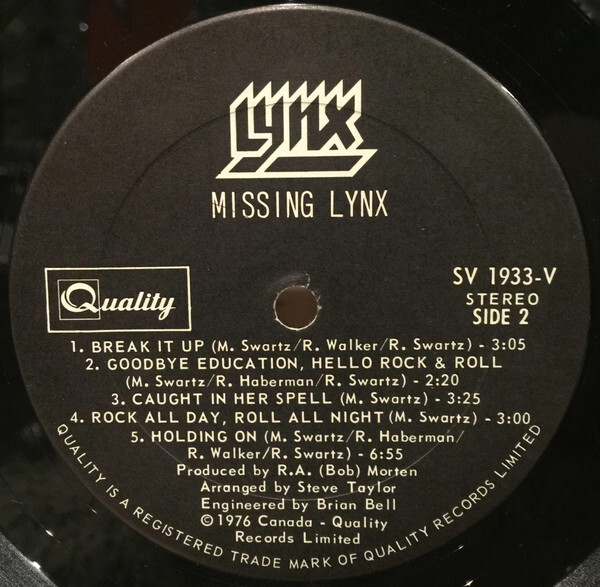 LYNX
MISSING LYNX
Quality
SV 1933-V
STEREO
SIDE 2
1. BREAK IT UP (M. Swartz/R. Walker/R. Swartz) - 3:05
2. GOODBYE EDUCATION, HELLO ROCK & ROLL
(M. Swartz/R. Haberman/R. Swartz) - 2:20
3. CAUGHT IN HER SPELL (M. Swartz) - 3:25
4. ROCK ALL DAY, ROLL ALL NIGHT (M. Swartz) - 3:00
5. HOLDING ON (M. Swartz/R. Haberman/
R. Walker/R. Swartz) - 6:55
Produced by R.A. (Bob) Morten
Arranged by Steve Taylor
Engineered by Brian Bell
©1976 Canada - Quality
Records Limited
QUALITY IS A REGISTERED TRADE MARK OF QUALITY RECORDS LIMITED